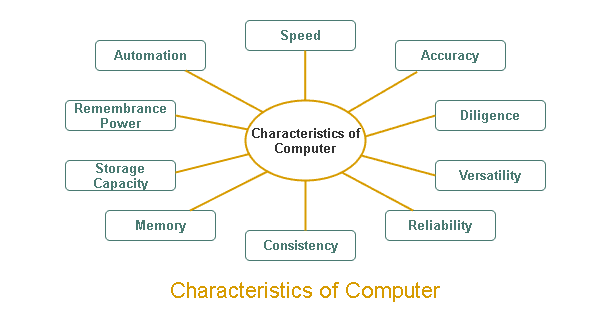 Speed
Automation
Accuracy
Remembrance
Power
Diligence
Characteristics of
Computer
Storage
Capacity
Versatility
Memory
Reliability
Consistency
Characteristics of Computer